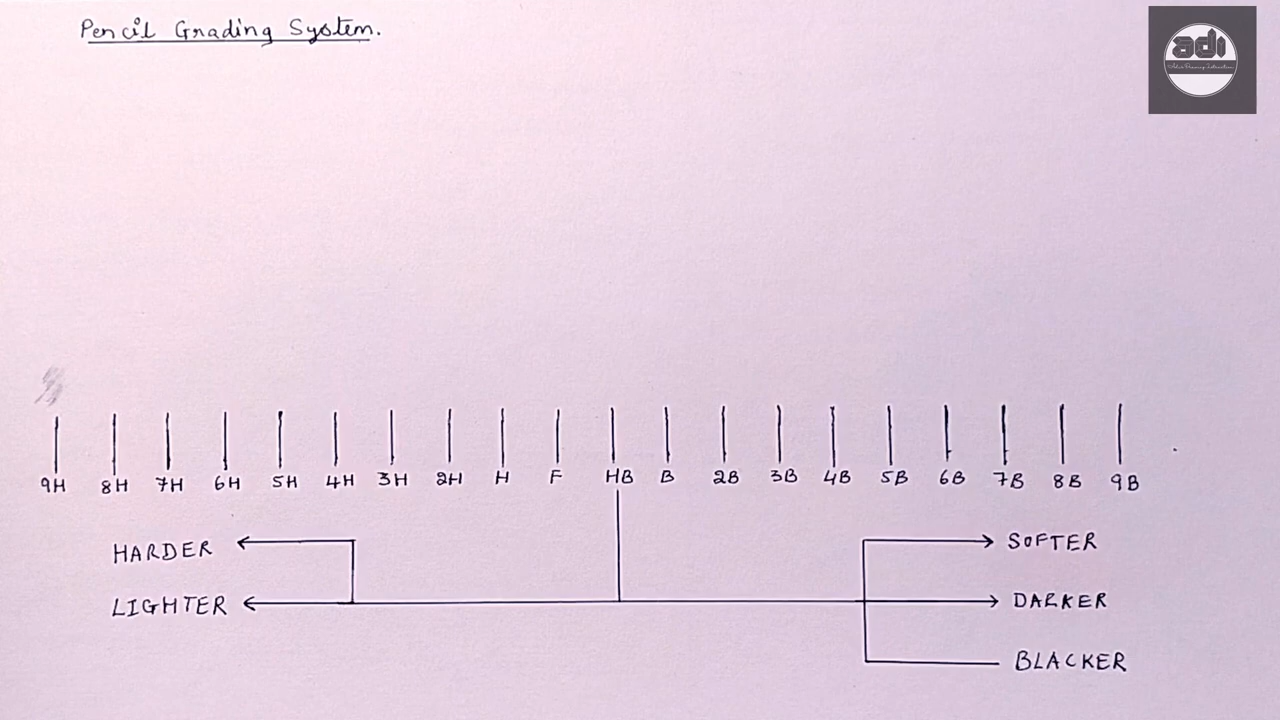 Pencil Grading System.
adi
9H 8H 7H 6H 5H 4H 3H 2H H F HB B 2B 3B 4B 5B 6B 7B 8B 9B
HARDER SOFTER
LIGHTER DARKER
BLACKER